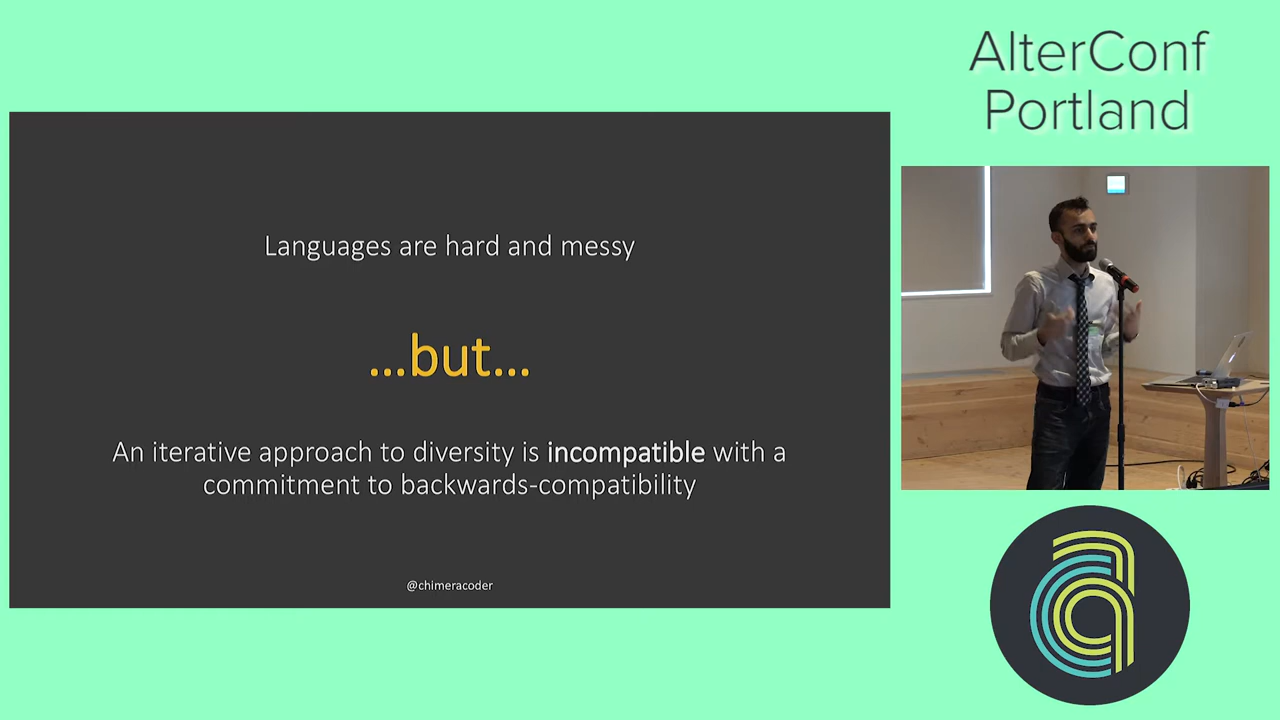 AlterConf
Portland
Languages are hard and messy
...but...
An iterative approach to diversity is incompatible with a
commitment to backwards-compatibility
@chimeracoder